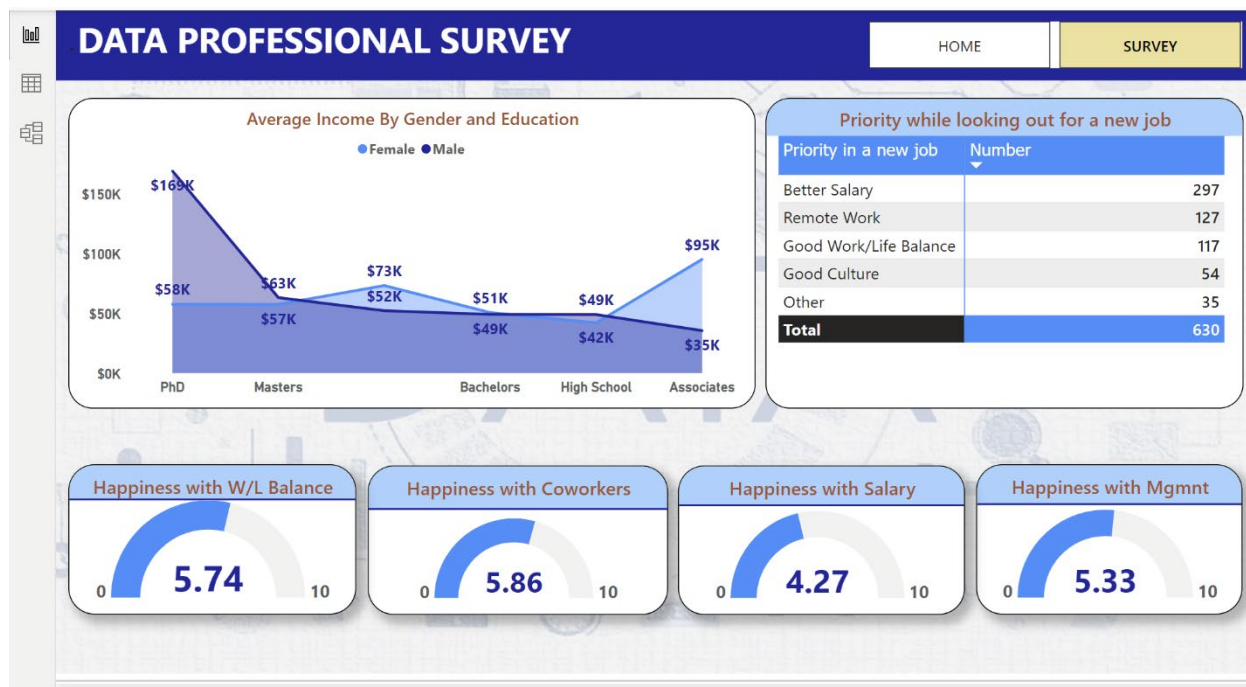 DATA PROFESSIONAL SURVEY
HOME
SURVEY
Average Income By Gender and Education
Female Male
$150K
$100K
$50K
$0K
$169K
$58K
$63K
$57K
$73K
$52K
$51K
$49K
$49K
$42K
$95K
$35K
PhD Masters Bachelors High School Associates
Priority while looking out for a new job
Priority in a new job Number
Better Salary 297
Remote Work 127
Good Work/Life Balance 117
Good Culture 54
Other 35
Total 630
Happiness with W/L Balance
0 5.74 10
Happiness with Coworkers
0 5.86 10
Happiness with Salary
0 4.27 10
Happiness with Mgmnt
0 5.33 10